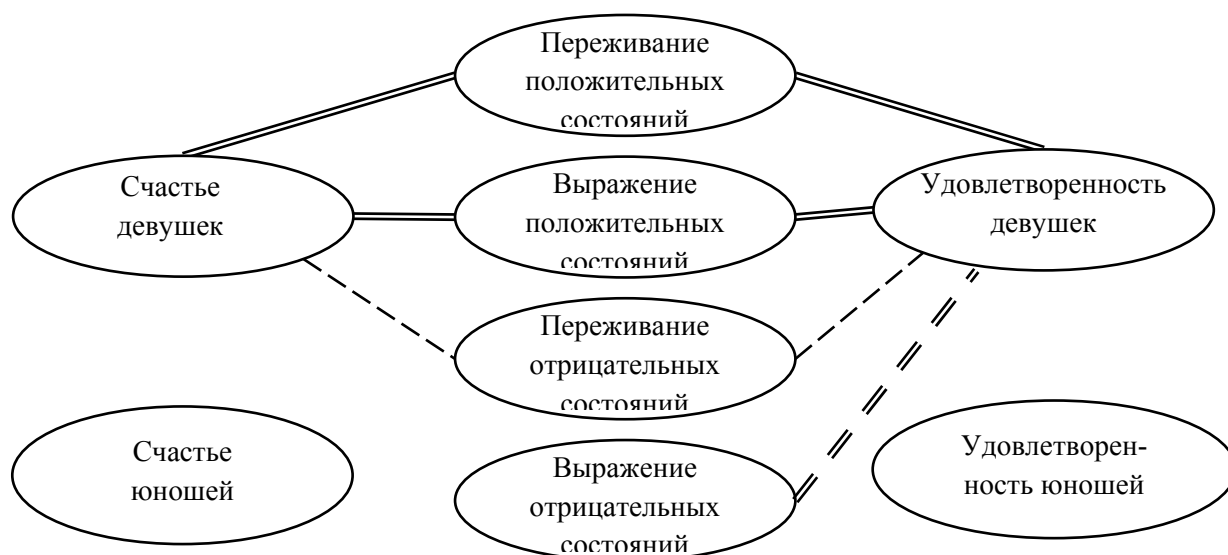 Переживание
положительных
состояний
Счастье
девушек
Выражение
положительных
состояний
Удовлетворенность
девушек
Переживание
отрицательных
состояний
Счастье
юношей
Выражение
отрицательных
состояний
Удовлетворен-
ность юношей